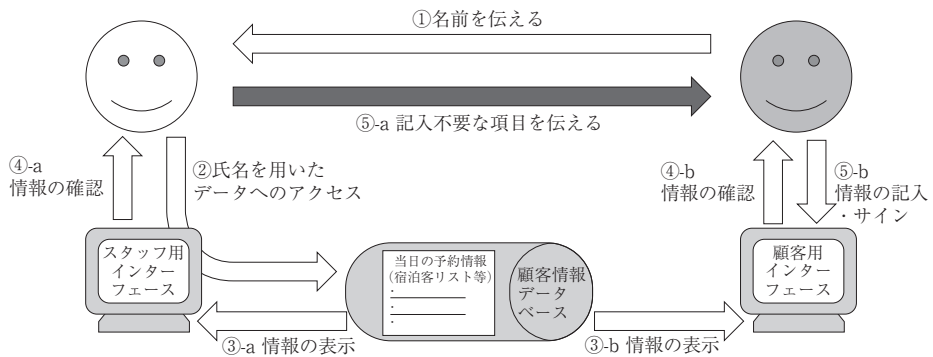 ①名前を伝える
⑤-a 記入不要な項目を伝える
④-a
情報の確認
②氏名を用いた
データへのアクセス
④-b
情報の確認
⑤-b
情報の記入
・サイン
スタッフ用
インター
フェース
当日の予約情報
(宿泊客リスト等)
・
・
・
顧客情報
データ
ベース
顧客用
インター
フェース
③-a 情報の表示
③-b 情報の表示